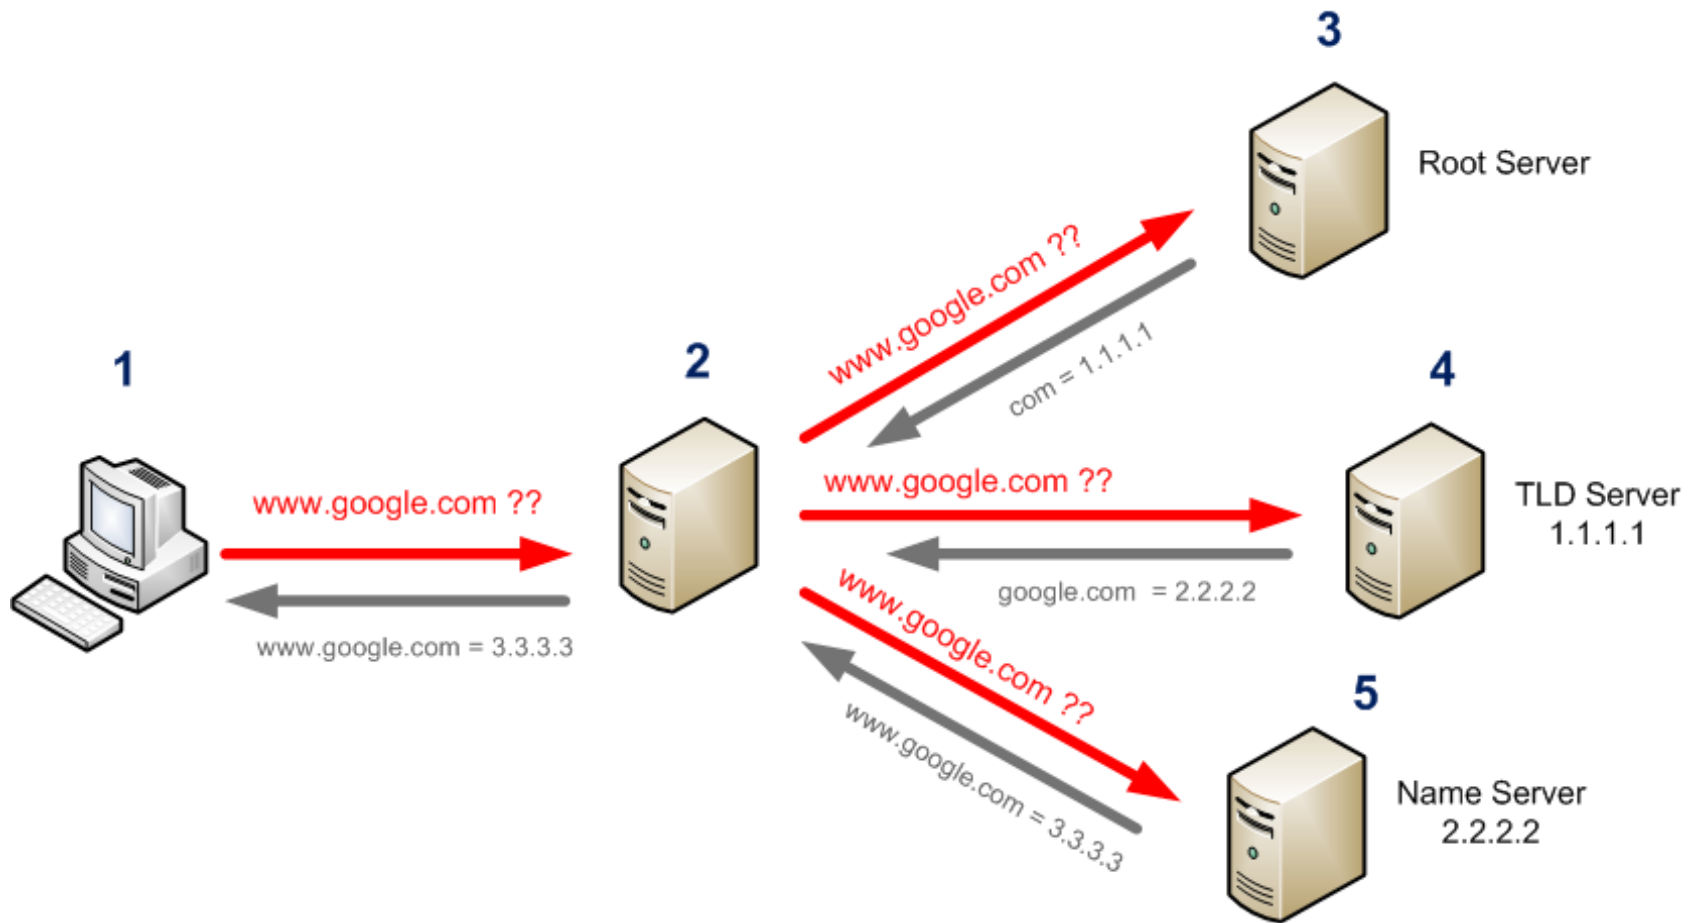 3
Root Server
www.google.com ??
com = 1.1.1.1
1
2
4
www.google.com ??
www.google.com ??
TLD Server
1.1.1.1
google.com = 2.2.2.2
www.google.com = 3.3.3.3
www.google.com ??
5
www.google.com = 3.3.3.3
Name Server
2.2.2.2